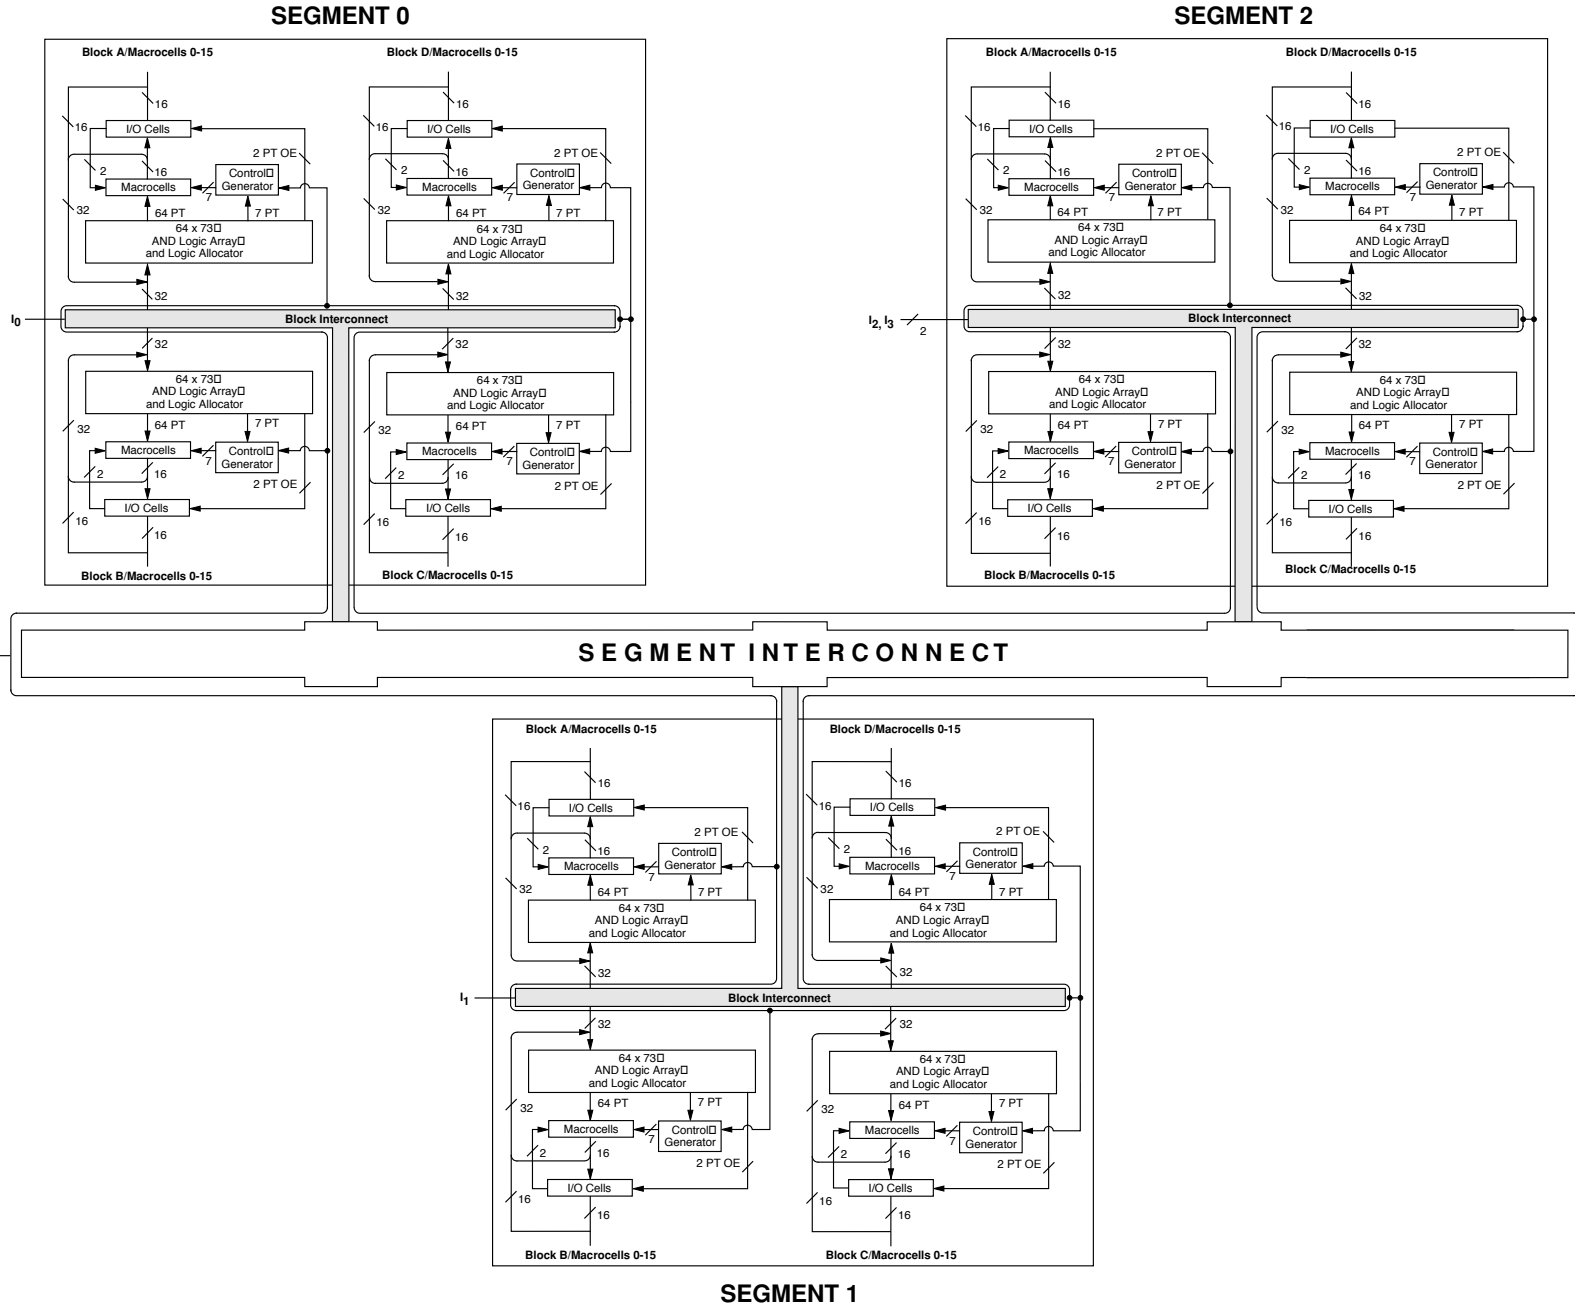 SEGMENT 0
Block A/Macrocells 0-15
Block D/Macrocells 0-15
16
16
I/O Cells
2 PT OE
2
16
Control
Generator
Macrocells
7
32
64 PT
7 PT
64 x 73
AND Logic Array
and Logic Allocator
32
16
16
I/O Cells
2 PT OE
2
16
Control
Generator
Macrocells
7
32
64 PT
7 PT
64 x 73
AND Logic Array
and Logic Allocator
32
I0
Block Interconnect
32
64 x 73
AND Logic Array
and Logic Allocator
32
64 PT
7 PT
Macrocells
7
Control
Generator
2
16
2 PT OE
I/O Cells
16
16
32
64 x 73
AND Logic Array
and Logic Allocator
32
64 PT
7 PT
Macrocells
7
Control
Generator
2
16
2 PT OE
I/O Cells
16
16
Block B/Macrocells 0-15
Block C/Macrocells 0-15
SEGMENT 2
Block A/Macrocells 0-15
Block D/Macrocells 0-15
16
16
I/O Cells
2 PT OE
2
16
Control
Generator
Macrocells
7
32
64 PT
7 PT
64 x 73
AND Logic Array
and Logic Allocator
32
16
16
I/O Cells
2 PT OE
2
16
Control
Generator
Macrocells
7
32
64 PT
7 PT
64 x 73
AND Logic Array
and Logic Allocator
32
I2, I3
2
Block Interconnect
32
64 x 73
AND Logic Array
and Logic Allocator
32
64 PT
7 PT
Macrocells
7
Control
Generator
2
16
2 PT OE
I/O Cells
16
16
32
64 x 73
AND Logic Array
and Logic Allocator
32
64 PT
7 PT
Macrocells
7
Control
Generator
2
16
2 PT OE
I/O Cells
16
16
Block B/Macrocells 0-15
Block C/Macrocells 0-15
SEGMENT INTERCONNECT
Block A/Macrocells 0-15
Block D/Macrocells 0-15
16
16
I/O Cells
2 PT OE
2
16
Control
Generator
Macrocells
7
32
64 PT
7 PT
64 x 73
AND Logic Array
and Logic Allocator
32
16
16
I/O Cells
2 PT OE
2
16
Control
Generator
Macrocells
7
32
64 PT
7 PT
64 x 73
AND Logic Array
and Logic Allocator
32
I1
Block Interconnect
32
64 x 73
AND Logic Array
and Logic Allocator
32
64 PT
7 PT
Macrocells
7
Control
Generator
2
16
2 PT OE
I/O Cells
16
16
32
64 x 73
AND Logic Array
and Logic Allocator
32
64 PT
7 PT
Macrocells
7
Control
Generator
2
16
2 PT OE
I/O Cells
16
16
Block B/Macrocells 0-15
Block C/Macrocells 0-15
SEGMENT 1